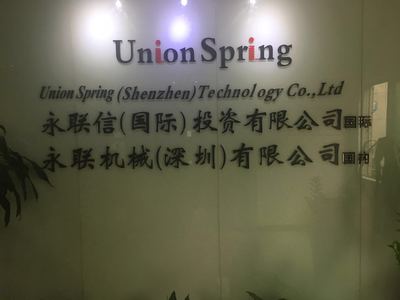 Union Spring
Union Spring (Shenzhen) Technology Co., Ltd
永联信(国际)投资有限公司国际
永联机械(深圳)有限公司国内